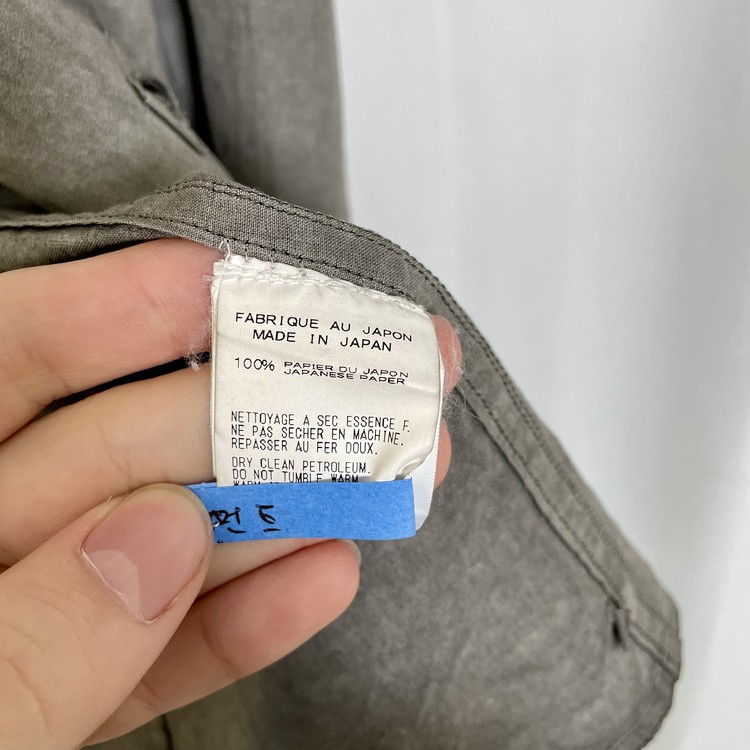 FABRIQUE AU JAPON
MADE IN JAPAN
100% PAPIER DU JAPON
JAPANESE PAPER
NETTOYAGE A SEC ESSENCE F.
NE PAS SECHER EN MACHINE.
REPASSER AU FER DOUX.
DRY CLEAN PETROLEUM.
DO NOT TUMBLE WARM.